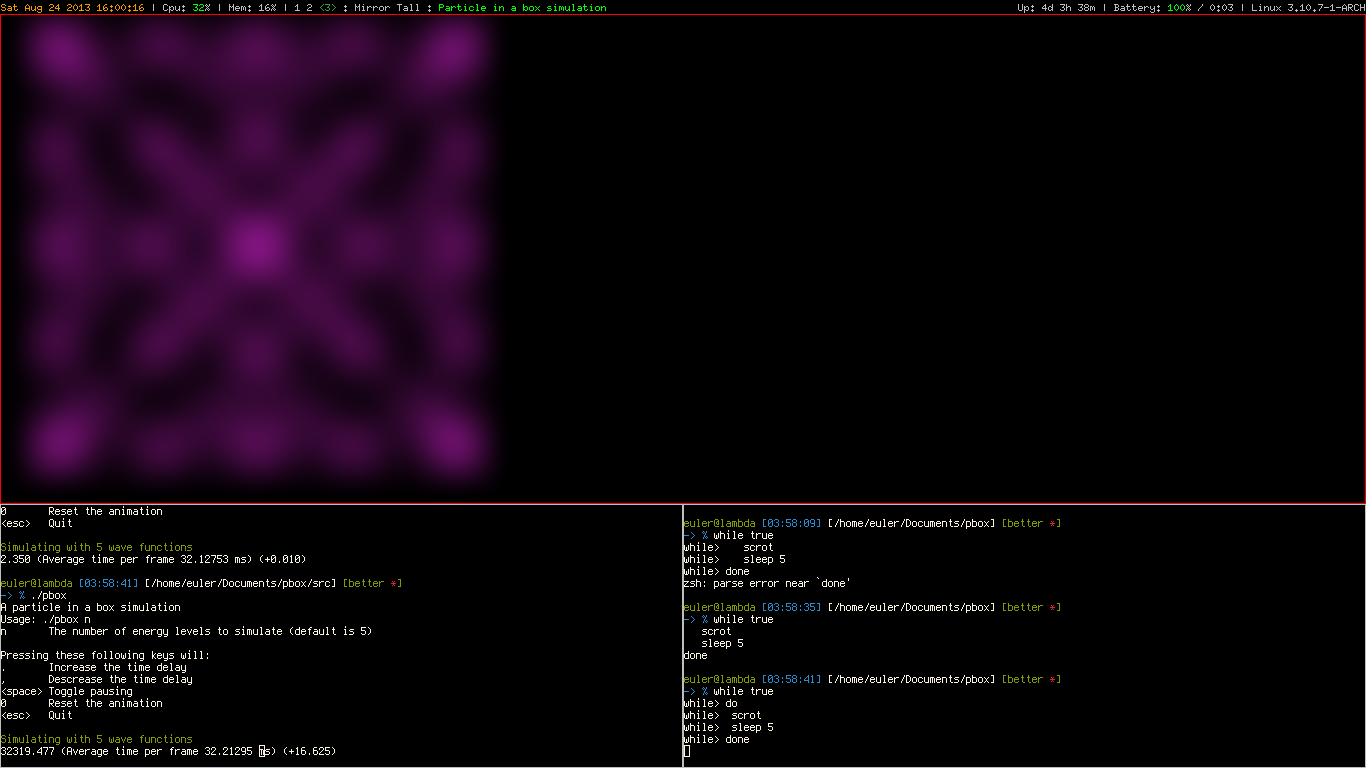 Sat Aug 24 2013 16:00:16 | Cpu: 32% | Mem: 16% | 1 2 <3> : Mirror Tall : Particle in a box simulation Up: 4d 3h 38m | Battery: 100% / 0:03 | Linux 3.10.7-1-ARCH
0 Reset the animation
<esc> Quit
Simulating with 5 wave functions
2.350 (Average time per frame 32.12753 ms) (+0.010)
euler@lambda [03:58:41] [/home/euler/Documents/pbox/src] [better *]
-> % ./pbox
A particle in a box simulation
Usage: ./pbox n
n The number of energy levels to simulate (default is 5)
Pressing these following keys will:
. Increase the time delay
, Descrease the time delay
<space> Toggle pausing
0 Reset the animation
<esc> Quit
Simulating with 5 wave functions
32319.477 (Average time per frame 32.21295 ms) (+16.625)
euler@lambda [03:58:09] [/home/euler/Documents/pbox] [better *]
-> % while true
while> scrot
while> sleep 5
while> done
zsh: parse error near `done'
euler@lambda [03:58:35] [/home/euler/Documents/pbox] [better *]
-> % while true
scrot
sleep 5
done
euler@lambda [03:58:41] [/home/euler/Documents/pbox] [better *]
-> % while true
while> do
while> scrot
while> sleep 5
while> done